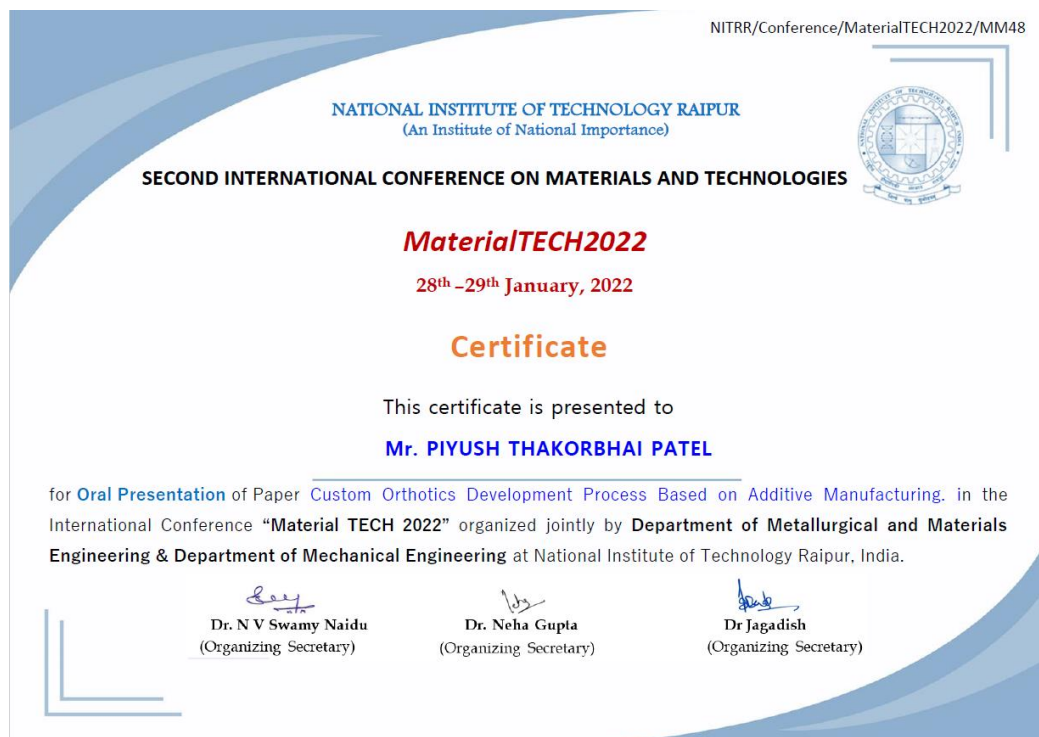 NITRR/Conference/MaterialTECH2022/MM48
NATIONAL INSTITUTE OF TECHNOLOGY RAIPUR
(An Institute of National Importance)
SECOND INTERNATIONAL CONFERENCE ON MATERIALS AND TECHNOLOGIES
MaterialTECH2022
28th –29th January, 2022
Certificate
This certificate is presented to
Mr. PIYUSH THAKORBHAI PATEL
for Oral Presentation of Paper Custom Orthotics Development Process Based on Additive Manufacturing. in the
International Conference “Material TECH 2022” organized jointly by Department of Metallurgical and Materials
Engineering & Department of Mechanical Engineering at National Institute of Technology Raipur, India.
Dr. N V Swamy Naidu
(Organizing Secretary)
Dr. Neha Gupta
(Organizing Secretary)
Dr Jagadish
(Organizing Secretary)